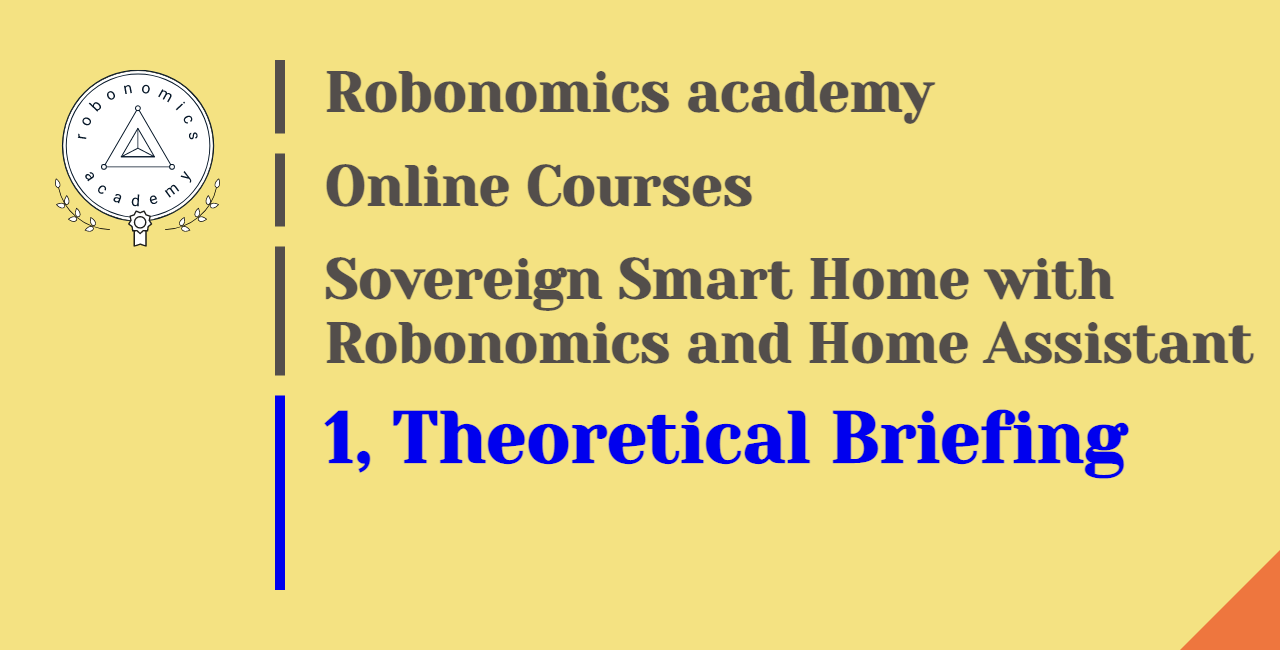 robonomics
academy
Robonomics academy
Online Courses
Sovereign Smart Home with
Robonomics and Home Assistant
1, Theoretical Briefing